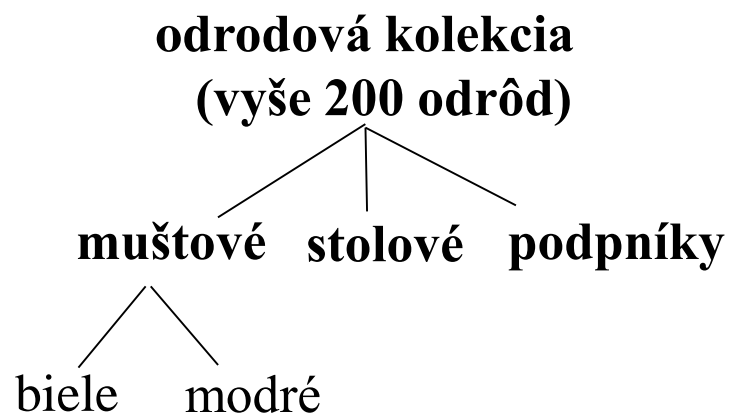 odrodová kolekcia
(vyše 200 odrôd)
muštové stolové podpníky
biele modré